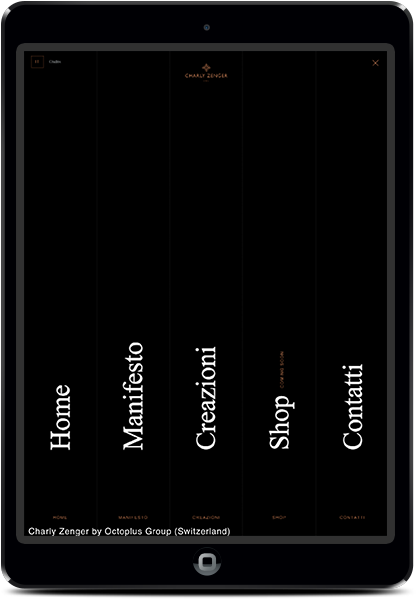 IT Italia
CHARLY ZENGER
Home
Manifesto
Creazioni
Shop
COMING SOON
Contatti
HOME
MANIFESTO
CREAZIONI
SHOP
CONTATTI
Charly Zenger by Octoplus Group (Switzerland)